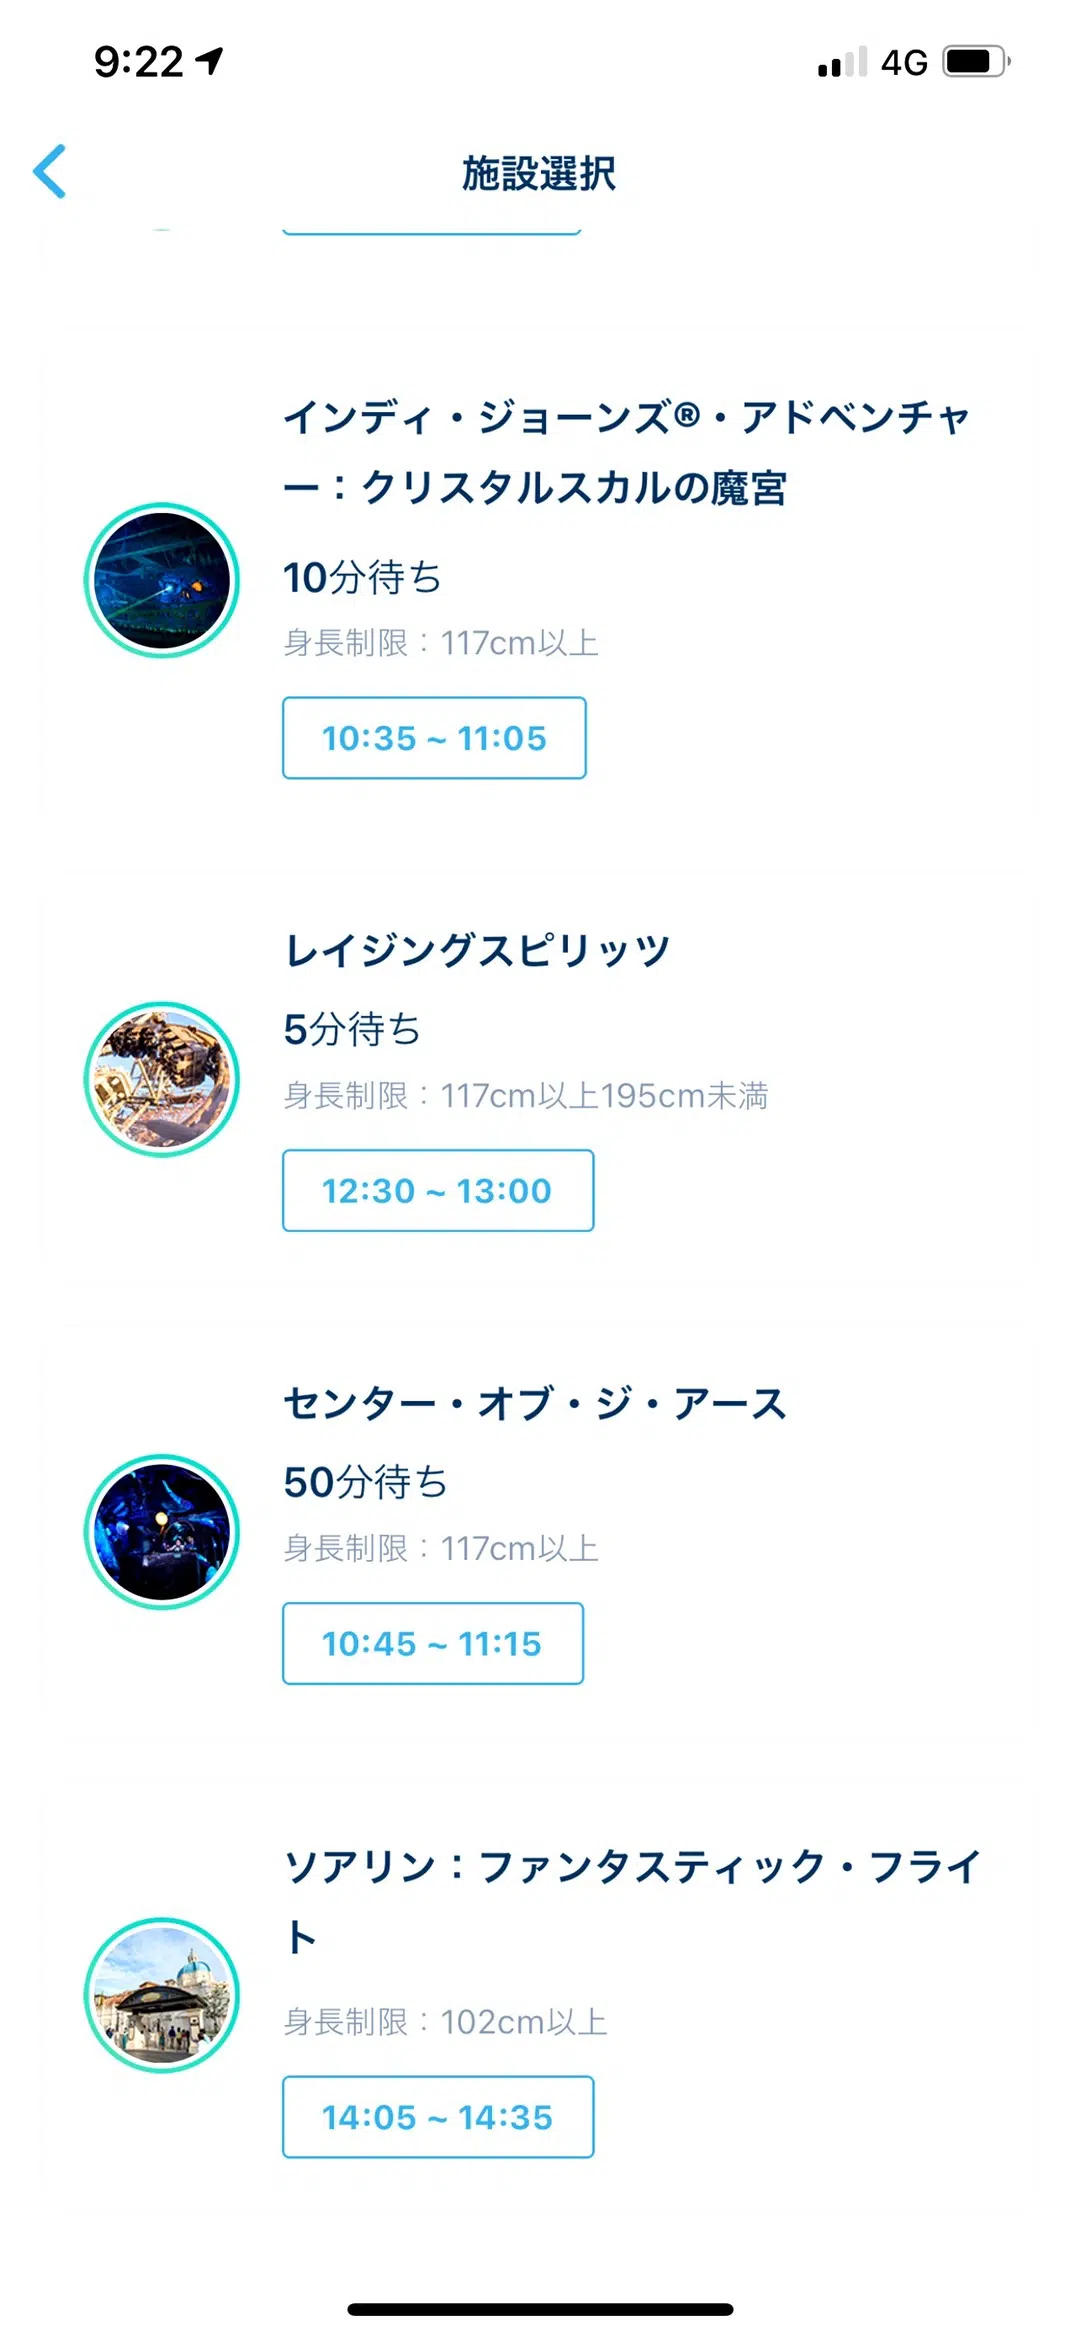 9:22
4G
施設選択
インディ・ジョーンズ®・アドベンチャ
ー：クリスタルスカルの魔宮
10分待ち
身長制限：117cm以上
10:35 ~ 11:05
レイジングスピリッツ
5分待ち
身長制限：117cm以上195cm未満
12:30 ~ 13:00
センター・オブ・ジ・アース
50分待ち
身長制限：117cm以上
10:45 ~ 11:15
ソアリン：ファンタスティック・フライ
ト
身長制限：102cm以上
14:05 ~ 14:35